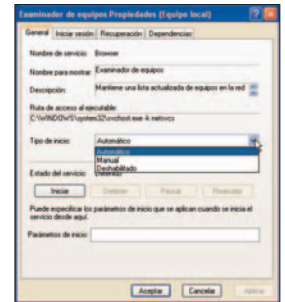 Examinador de equipos Propiedades (Equipo local)
General Iniciar sesión Recuperación Dependencias
Nombre de servicio: Browser
Nombre para mostrar: Examinador de equipos
Descripción: Mantiene una lista actualizada de equipos en la red
Ruta de acceso al ejecutable:
C:\WINDOWS\system32\svchost.exe -k netsvcs
Tipo de inicio: Automático
Automático
Manual
Deshabilitado
Estado del servicio: Detenido
Iniciar Detener Pausar Reanudar
Puede especificar los parámetros de inicio que se aplican cuando se inicia el
servicio desde aquí.
Parámetros de inicio:
Aceptar Cancelar Aplicar